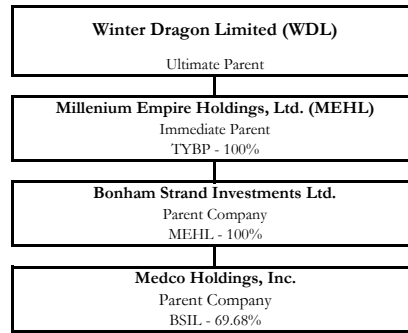 Winter Dragon Limited (WDL)
Ultimate Parent
Millenium Empire Holdings, Ltd. (MEHL)
Immediate Parent
TYBP - 100%
Bonham Strand Investments Ltd.
Parent Company
MEHL - 100%
Medco Holdings, Inc.
Parent Company
BSIL - 69.68%